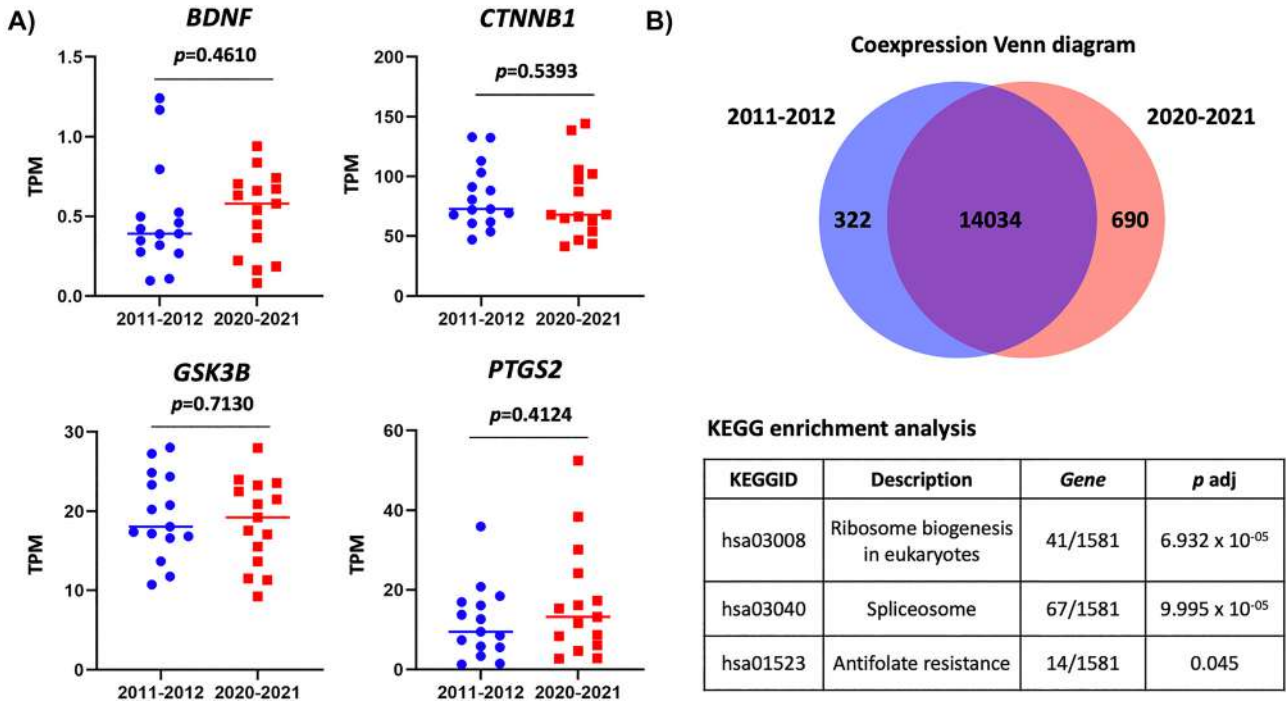 A)
BDNF
p=0.4610
TPM
1.5
1.0
0.5
0.0
2011-2012 2020-2021
CTNNB1
p=0.5393
TPM
150
100
50
0
2011-2012 2020-2021
GSK3B
p=0.7130
TPM
30
20
10
0
2011-2012 2020-2021
PTGS2
p=0.4124
TPM
60
40
20
0
2011-2012 2020-2021
B)
Coexpression Venn diagram
2011-2012 2020-2021
322 14034 690
KEGG enrichment analysis
KEGGID Description Gene p adj
hsa03008 Ribosome biogenesis in eukaryotes 41/1581 6.932 x 10⁻⁰⁵
hsa03040 Spliceosome 67/1581 9.995 x 10⁻⁰⁵
hsa01523 Antifolate resistance 14/1581 0.045